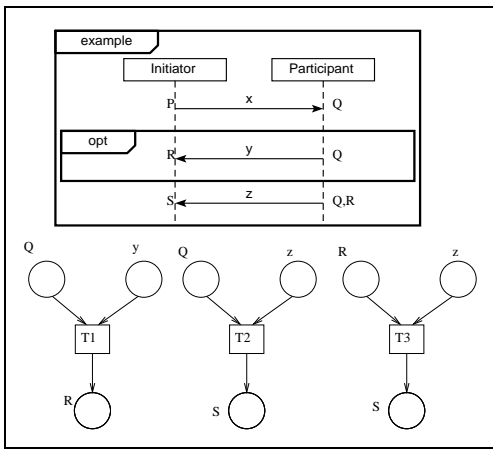 example
Initiator Participant
P x Q
opt
R y Q
S z Q,R
Q y Q z R z
T1 T2 T3
R S S